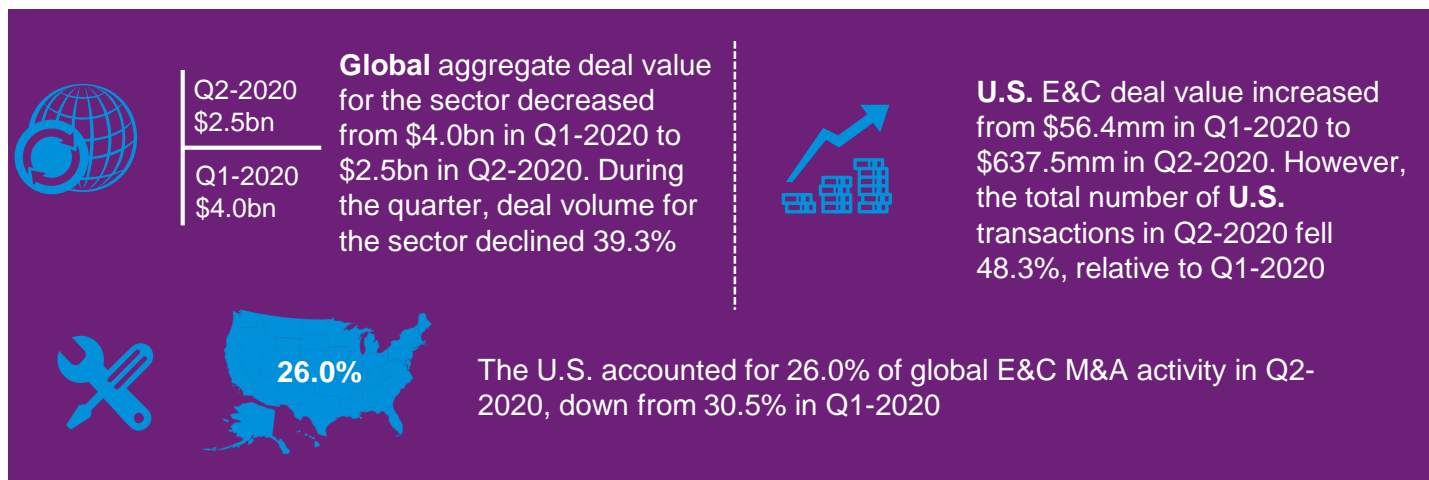 Q2-2020
$2.5bn
Q1-2020
$4.0bn
Global aggregate deal value
for the sector decreased
from $4.0bn in Q1-2020 to
$2.5bn in Q2-2020. During
the quarter, deal volume for
the sector declined 39.3%
U.S. E&C deal value increased
from $56.4mm in Q1-2020 to
$637.5mm in Q2-2020. However,
the total number of U.S.
transactions in Q2-2020 fell
48.3%, relative to Q1-2020
26.0%
The U.S. accounted for 26.0% of global E&C M&A activity in Q2-
2020, down from 30.5% in Q1-2020